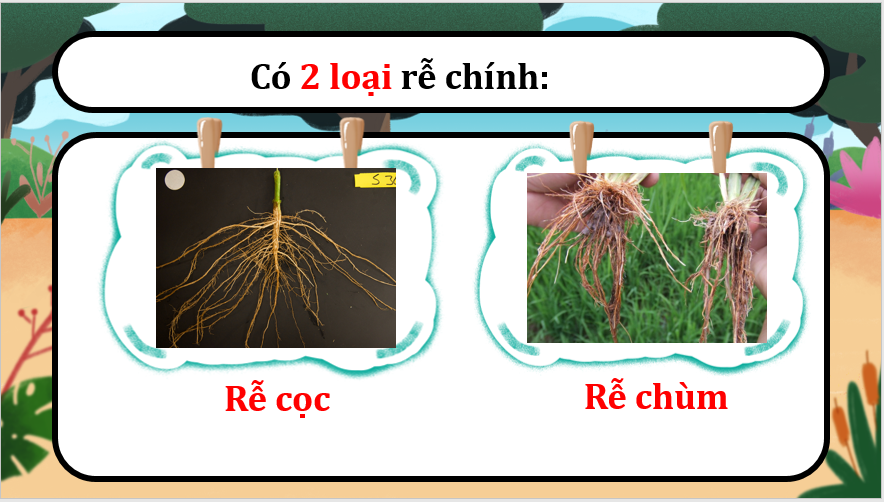 Có 2 loại rễ chính:
Rễ cọc
Rễ chùm